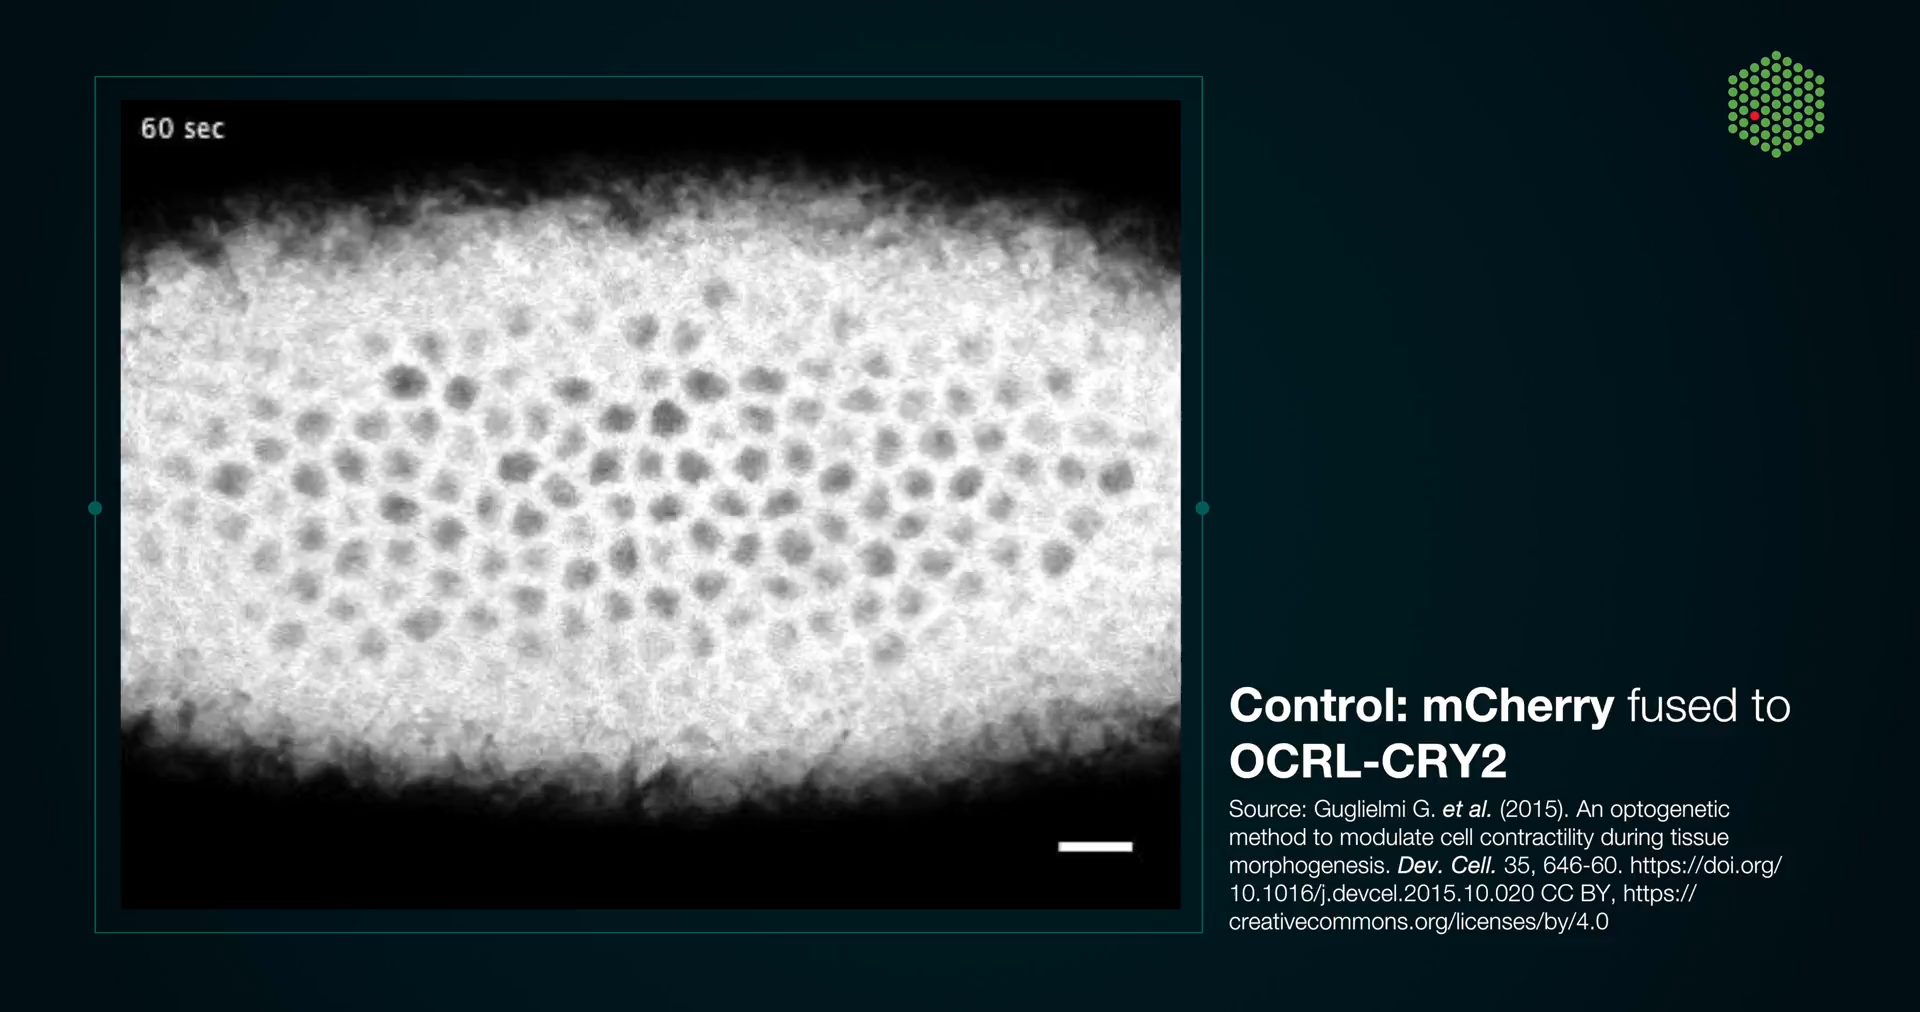 60 sec
Control: mCherry fused to
OCRL-CRY2
Source: Guglielmi G. et al. (2015). An optogenetic
method to modulate cell contractility during tissue
morphogenesis. Dev. Cell. 35, 646-60. https://doi.org/
10.1016/j.devcel.2015.10.020 CC BY, https://
creativecommons.org/licenses/by/4.0